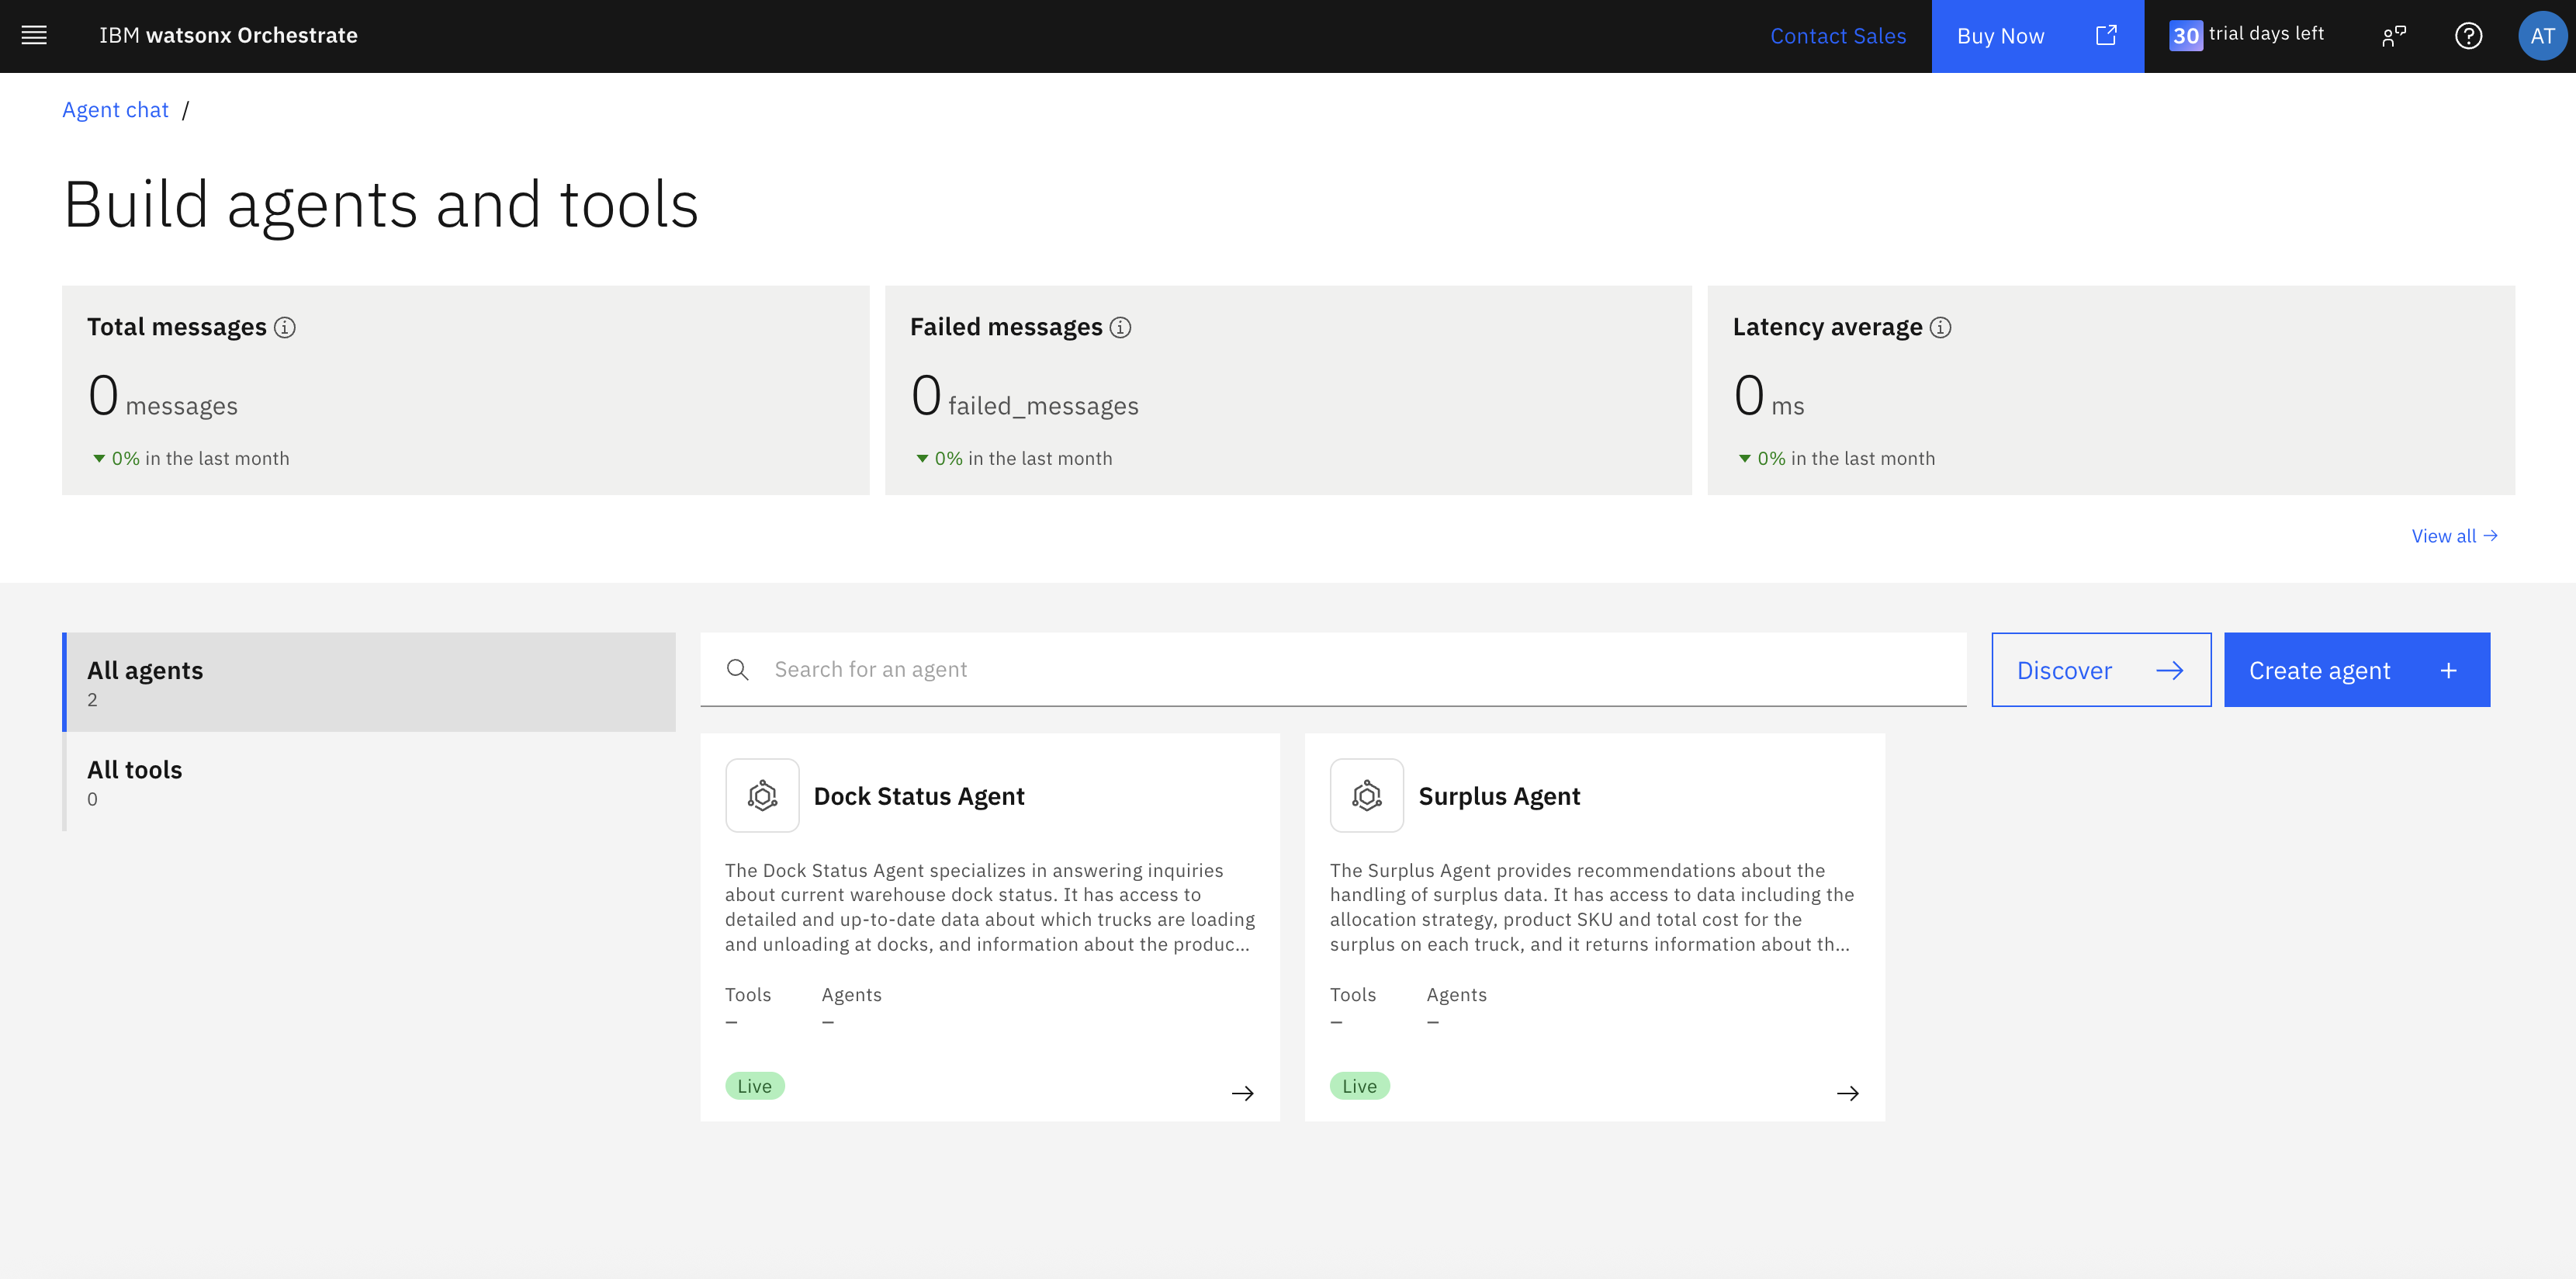 IBM watsonx Orchestrate
Contact Sales
Buy Now
30 trial days left
AT
Agent chat /
Build agents and tools
Total messages
0 messages
0% in the last month
Failed messages
0 failed_messages
0% in the last month
Latency average
0 ms
0% in the last month
View all
All agents
2
All tools
0
Search for an agent
Discover
Create agent
Dock Status Agent
The Dock Status Agent specializes in answering inquiries
about current warehouse dock status. It has access to
detailed and up-to-date data about which trucks are loading
and unloading at docks, and information about the produc...
Tools
–
Agents
–
Live
Surplus Agent
The Surplus Agent provides recommendations about the
handling of surplus data. It has access to data including the
allocation strategy, product SKU and total cost for the
surplus on each truck, and it returns information about th...
Tools
–
Agents
–
Live